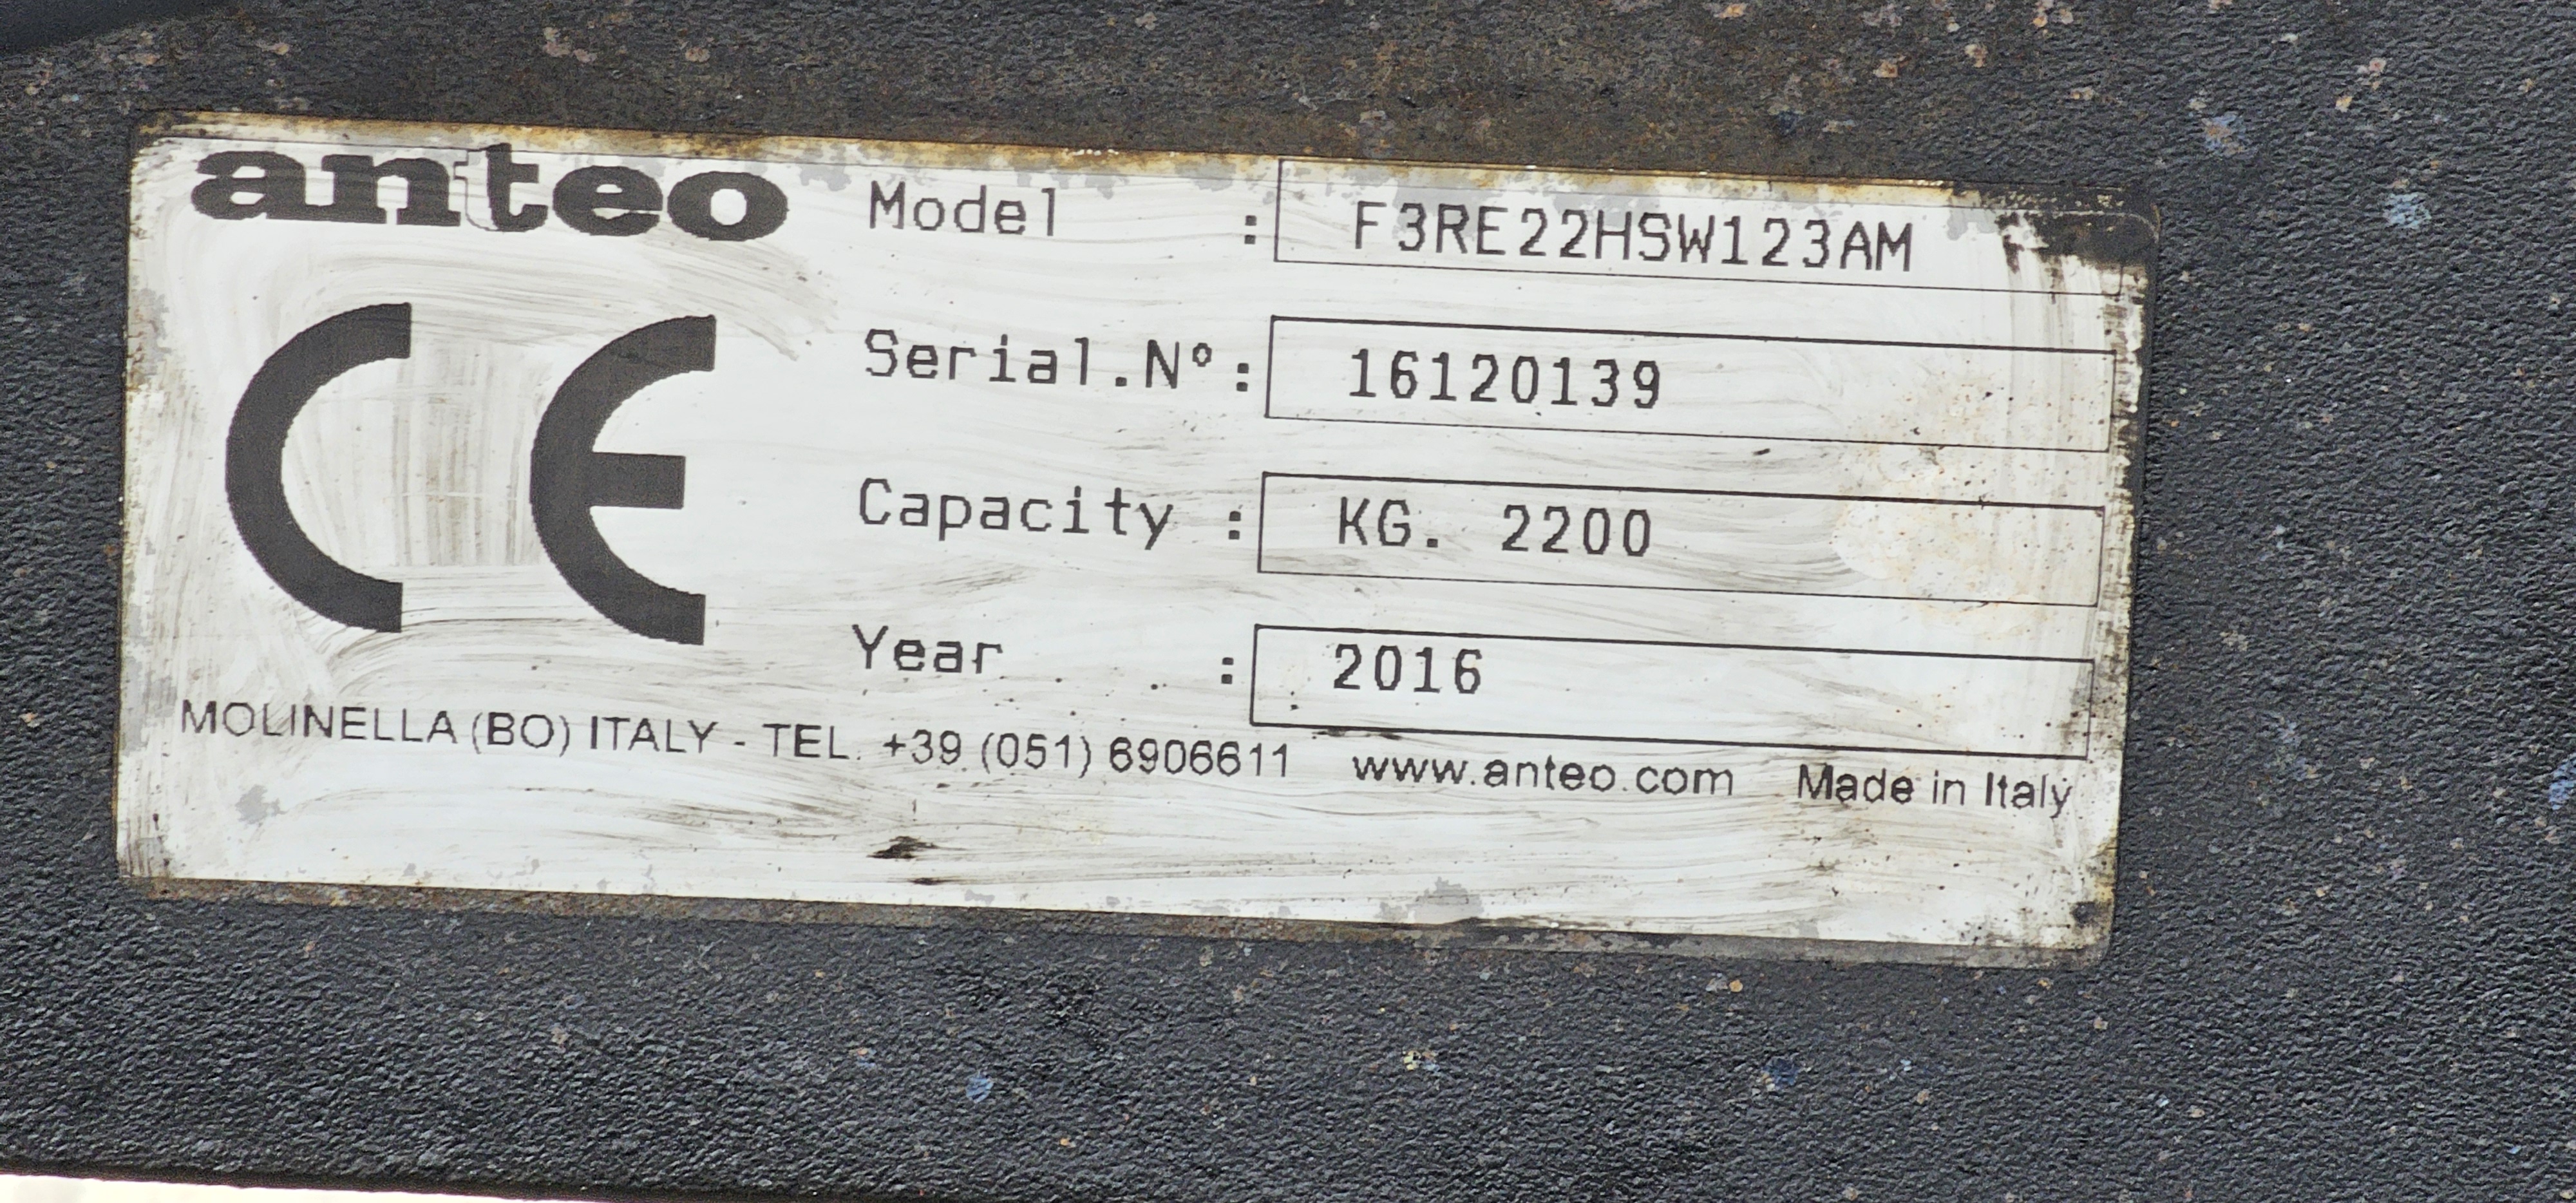 anteo Model : F3RE22HSW123AM
CE
Serial.N°: 16120139
Capacity : KG. 2200
Year : 2016
MOLINELLA (BO) ITALY - TEL. +39 (051) 6906611 www.anteo.com Made in Italy